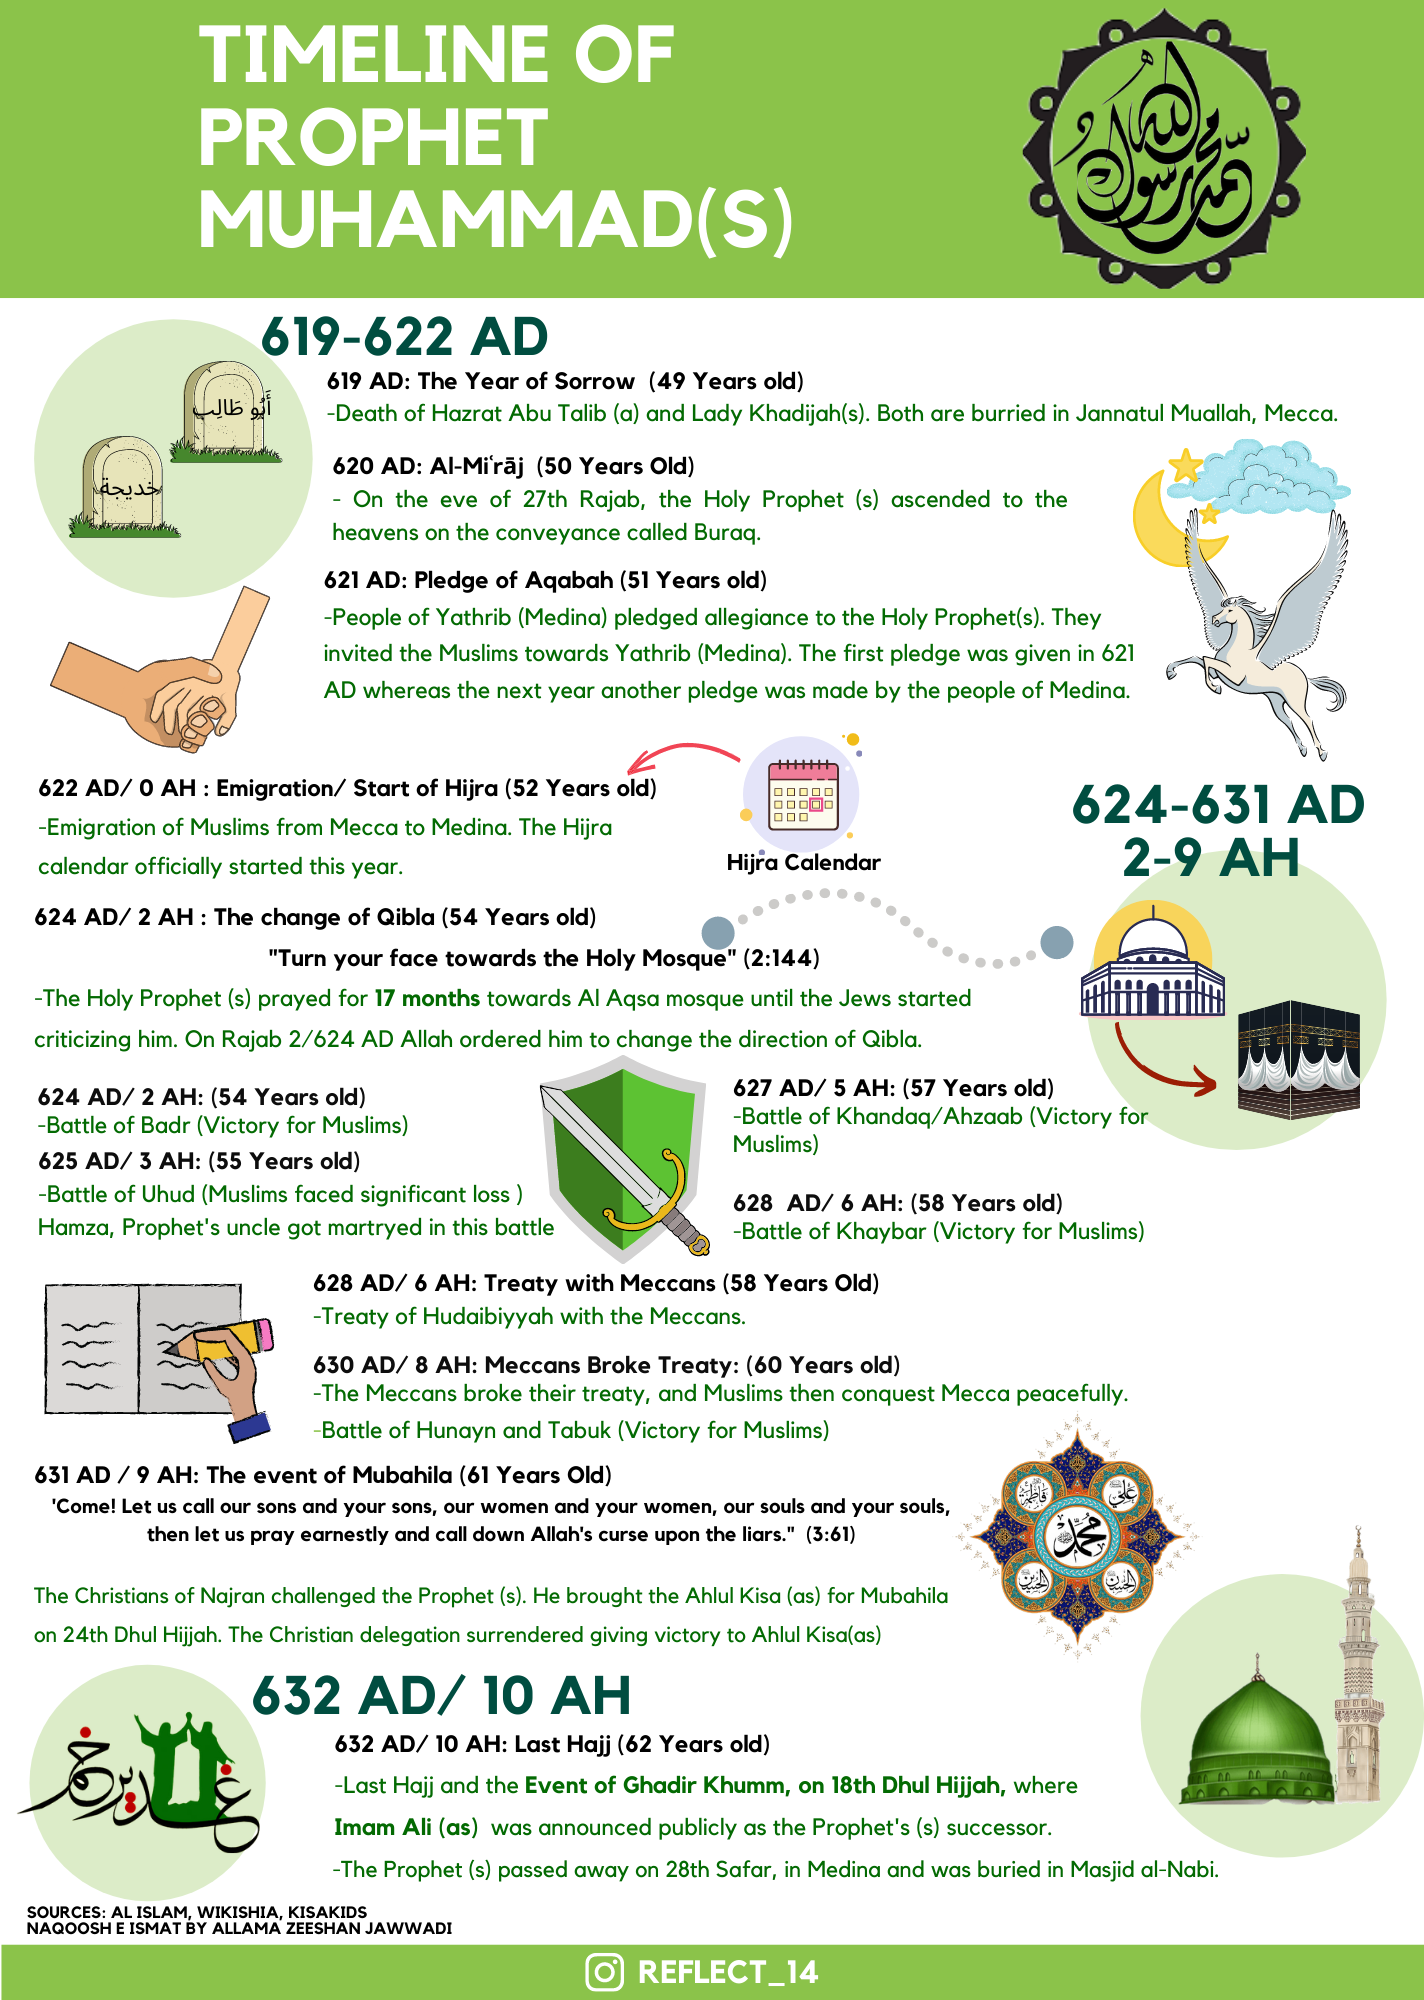 TIMELINE OF
PROPHET
MUHAMMAD(S)
محمد رسول الله
619-622 AD
أَبُو طَالِب
خديجة
619 AD: The Year of Sorrow (49 Years old)
-Death of Hazrat Abu Talib (a) and Lady Khadijah(s). Both are burried in Jannatul Muallah, Mecca.
620 AD: Al-Miʿrāj (50 Years Old)
- On the eve of 27th Rajab, the Holy Prophet (s) ascended to the
heavens on the conveyance called Buraq.
621 AD: Pledge of Aqabah (51 Years old)
-People of Yathrib (Medina) pledged allegiance to the Holy Prophet(s). They
invited the Muslims towards Yathrib (Medina). The first pledge was given in 621
AD whereas the next year another pledge was made by the people of Medina.
622 AD/ 0 AH : Emigration/ Start of Hijra (52 Years old)
-Emigration of Muslims from Mecca to Medina. The Hijra
calendar officially started this year.
Hijra Calendar
624-631 AD
2-9 AH
624 AD/ 2 AH : The change of Qibla (54 Years old)
"Turn your face towards the Holy Mosque" (2:144)
-The Holy Prophet (s) prayed for 17 months towards Al Aqsa mosque until the Jews started
criticizing him. On Rajab 2/624 AD Allah ordered him to change the direction of Qibla.
624 AD/ 2 AH: (54 Years old)
-Battle of Badr (Victory for Muslims)
625 AD/ 3 AH: (55 Years old)
-Battle of Uhud (Muslims faced significant loss )
Hamza, Prophet's uncle got martryed in this battle
627 AD/ 5 AH: (57 Years old)
-Battle of Khandaq/Ahzaab (Victory for
Muslims)
628 AD/ 6 AH: (58 Years old)
-Battle of Khaybar (Victory for Muslims)
628 AD/ 6 AH: Treaty with Meccans (58 Years Old)
-Treaty of Hudaibiyyah with the Meccans.
630 AD/ 8 AH: Meccans Broke Treaty: (60 Years old)
-The Meccans broke their treaty, and Muslims then conquest Mecca peacefully.
-Battle of Hunayn and Tabuk (Victory for Muslims)
631 AD / 9 AH: The event of Mubahila (61 Years Old)
'Come! Let us call our sons and your sons, our women and your women, our souls and your souls,
then let us pray earnestly and call down Allah's curse upon the liars." (3:61)
فاطمة
علي
محمد
الحسين
الحسن
The Christians of Najran challenged the Prophet (s). He brought the Ahlul Kisa (as) for Mubahila
on 24th Dhul Hijjah. The Christian delegation surrendered giving victory to Ahlul Kisa(as)
632 AD/ 10 AH
غدير خم
632 AD/ 10 AH: Last Hajj (62 Years old)
-Last Hajj and the Event of Ghadir Khumm, on 18th Dhul Hijjah, where
Imam Ali (as) was announced publicly as the Prophet's (s) successor.
-The Prophet (s) passed away on 28th Safar, in Medina and was buried in Masjid al-Nabi.
SOURCES: AL ISLAM, WIKISHIA, KISAKIDS
NAQOOSH E ISMAT BY ALLAMA ZEESHAN JAWWADI
REFLECT_14